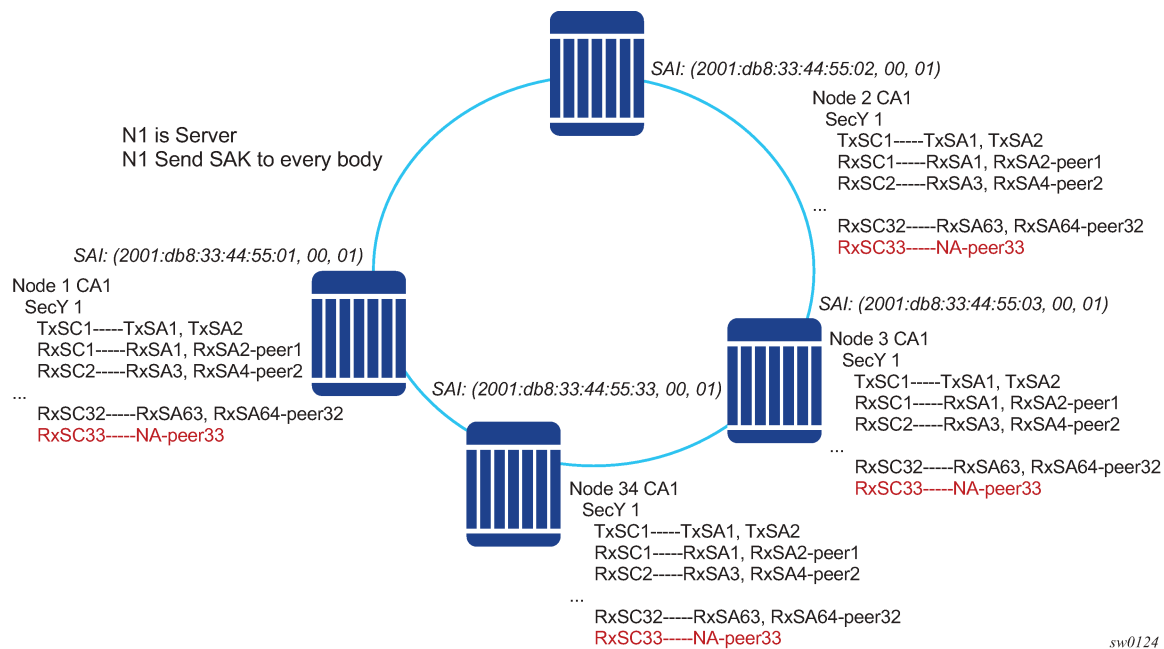 SAI: (2001:db8:33:44:55:02, 00, 01)
Node 2 CA1
SecY 1
TxSC1-----TxSA1, TxSA2
RxSC1-----RxSA1, RxSA2-peer1
RxSC2-----RxSA3, RxSA4-peer2
...
RxSC32-----RxSA63, RxSA64-peer32
RxSC33-----NA-peer33
N1 is Server
N1 Send SAK to every body
SAI: (2001:db8:33:44:55:01, 00, 01)
Node 1 CA1
SecY 1
TxSC1-----TxSA1, TxSA2
RxSC1-----RxSA1, RxSA2-peer1
RxSC2-----RxSA3, RxSA4-peer2
...
RxSC32-----RxSA63, RxSA64-peer32
RxSC33-----NA-peer33
SAI: (2001:db8:33:44:55:03, 00, 01)
Node 3 CA1
SecY 1
TxSC1-----TxSA1, TxSA2
RxSC1-----RxSA1, RxSA2-peer1
RxSC2-----RxSA3, RxSA4-peer2
...
RxSC32-----RxSA63, RxSA64-peer32
RxSC33-----NA-peer33
SAI: (2001:db8:33:44:55:33, 00, 01)
Node 34 CA1
SecY 1
TxSC1-----TxSA1, TxSA2
RxSC1-----RxSA1, RxSA2-peer1
RxSC2-----RxSA3, RxSA4-peer2
...
RxSC32-----RxSA63, RxSA64-peer32
RxSC33-----NA-peer33
sw0124